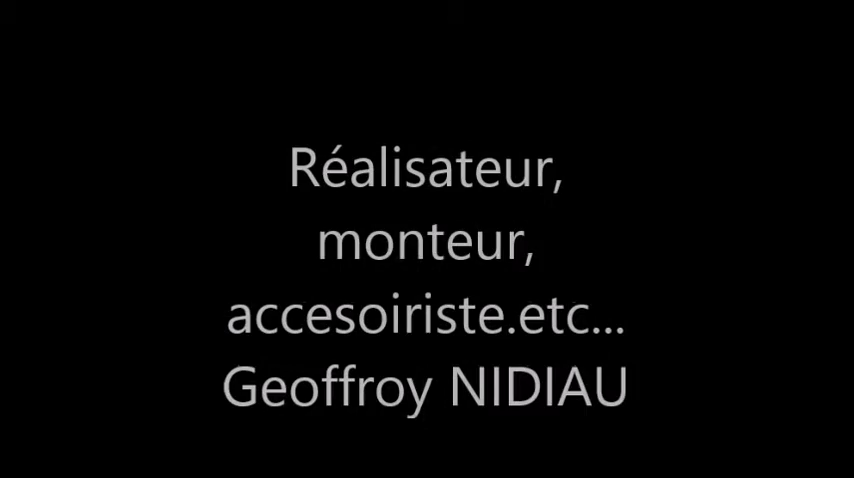 Réalisateur,
monteur,
accesoiriste.etc...
Geoffroy NIDIAU